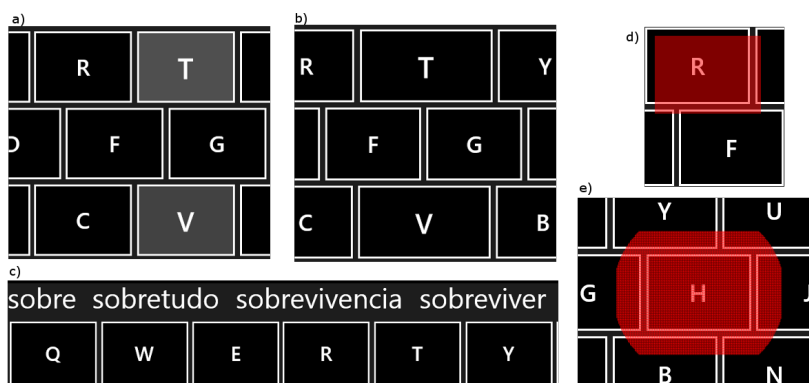 a)
R T
D F G
C V
b)
R T Y
F G
C V B
c)
sobre sobretudo sobrevivencia sobreviver
Q W E R T Y
d)
R
F
e)
Y U
G H J
B N